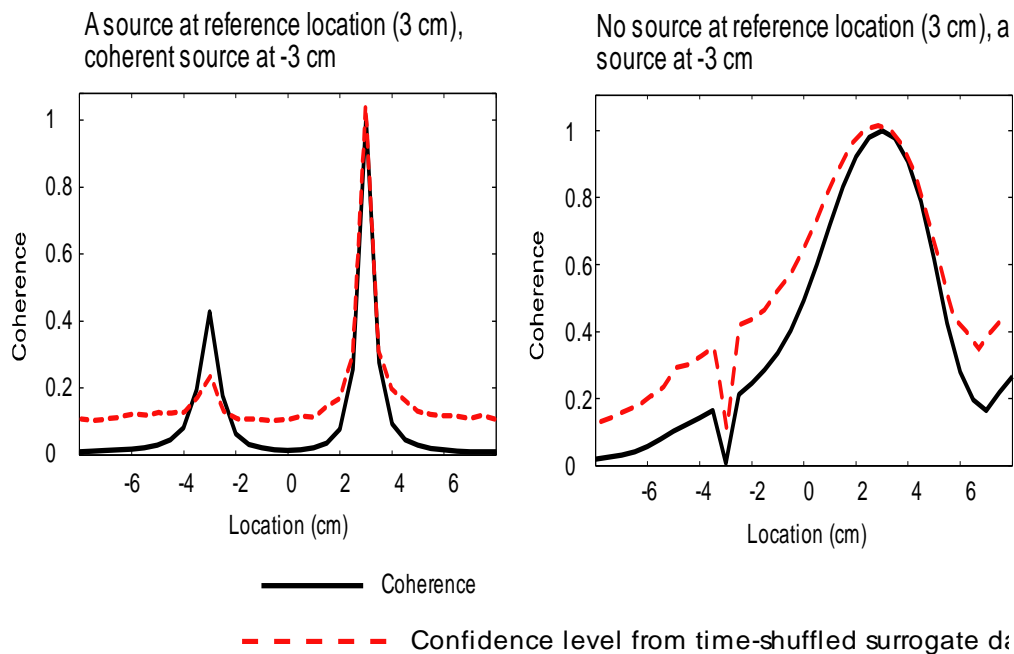 A source at reference location (3 cm),
coherent source at -3 cm
No source at reference location (3 cm), a
source at -3 cm
1
0.8
0.6
0.4
0.2
0
Coherence
-6 -4 -2 0 2 4 6
Location (cm)
1
0.8
0.6
0.4
0.2
0
Coherence
-6 -4 -2 0 2 4 6
Location (cm)
Coherence
Confidence level from time-shuffled surrogate